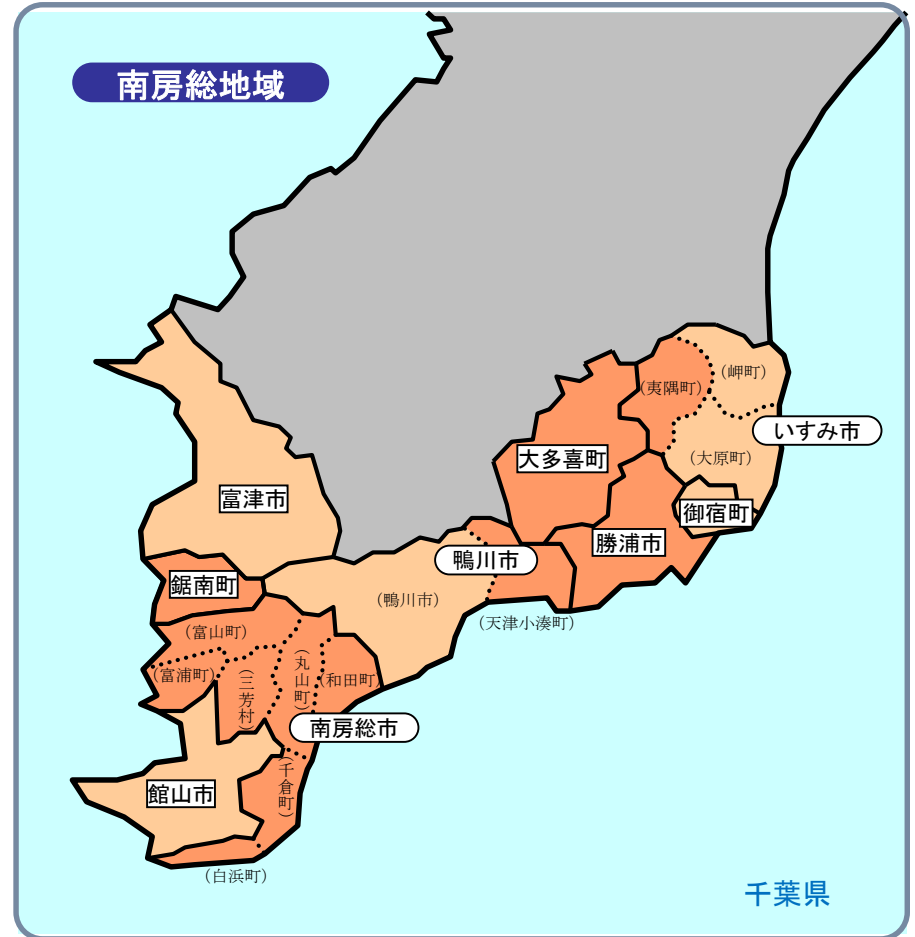 南房総地域
(岬町)
(夷隅町)
いすみ市
(大原町)
大多喜町
富津市
御宿町
勝浦市
鴨川市
鋸南町
(鴨川市)
(天津小湊町)
(富山町)
(富浦町)
(三芳村)
(丸山町)
(和田町)
南房総市
館山市
(千倉町)
(白浜町)
千葉県